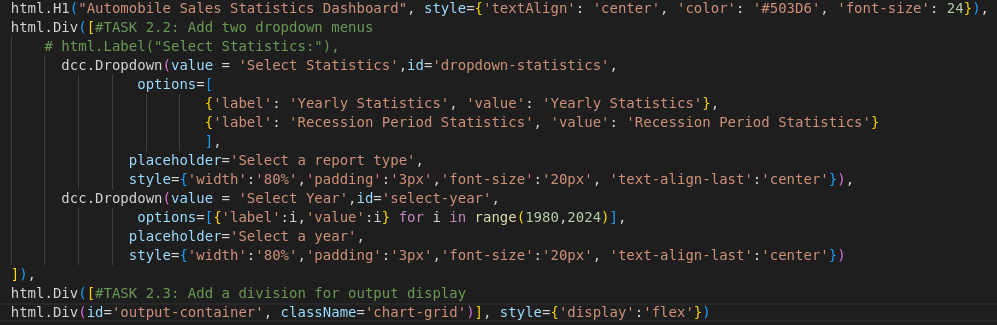 html.H1("Automobile Sales Statistics Dashboard", style={'textAlign': 'center', 'color': '#503D6', 'font-size': 24}),
html.Div([#TASK 2.2: Add two dropdown menus
# html.Label("Select Statistics:"),
dcc.Dropdown(value = 'Select Statistics',id='dropdown-statistics',
options=[
{'label': 'Yearly Statistics', 'value': 'Yearly Statistics'},
{'label': 'Recession Period Statistics', 'value': 'Recession Period Statistics'}
],
placeholder='Select a report type',
style={'width':'80%','padding':'3px','font-size':'20px', 'text-align-last':'center'}),
dcc.Dropdown(value = 'Select Year',id='select-year',
options=[{'label':i,'value':i} for i in range(1980,2024)],
placeholder='Select a year',
style={'width':'80%','padding':'3px','font-size':'20px', 'text-align-last':'center'})
]),
html.Div([#TASK 2.3: Add a division for output display
html.Div(id='output-container', className='chart-grid')], style={'display':'flex'})